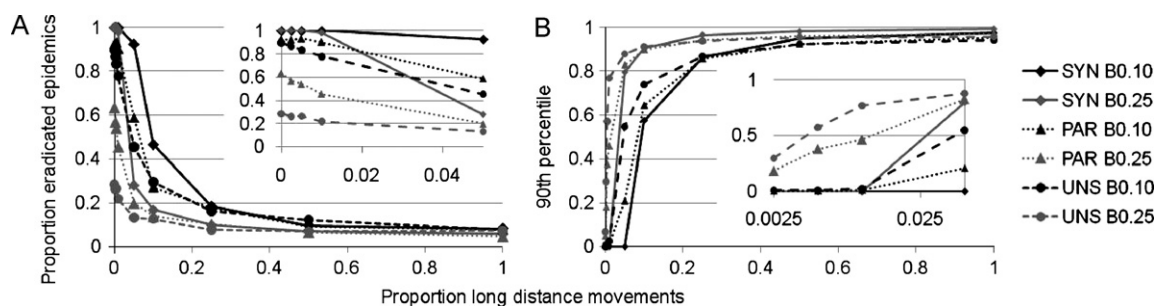 A
Proportion eradicated epidemics
1
0.8
0.6
0.4
0.2
0
0 0.2 0.4 0.6 0.8 1
1
0.8
0.6
0.4
0.2
0
0 0.02 0.04
B
90th percentile
1
0.8
0.6
0.4
0.2
0
0 0.2 0.4 0.6 0.8 1
1
0.5
0
0.0025 0.025
Proportion long distance movements
SYN B0.10
SYN B0.25
PAR B0.10
PAR B0.25
UNS B0.10
UNS B0.25